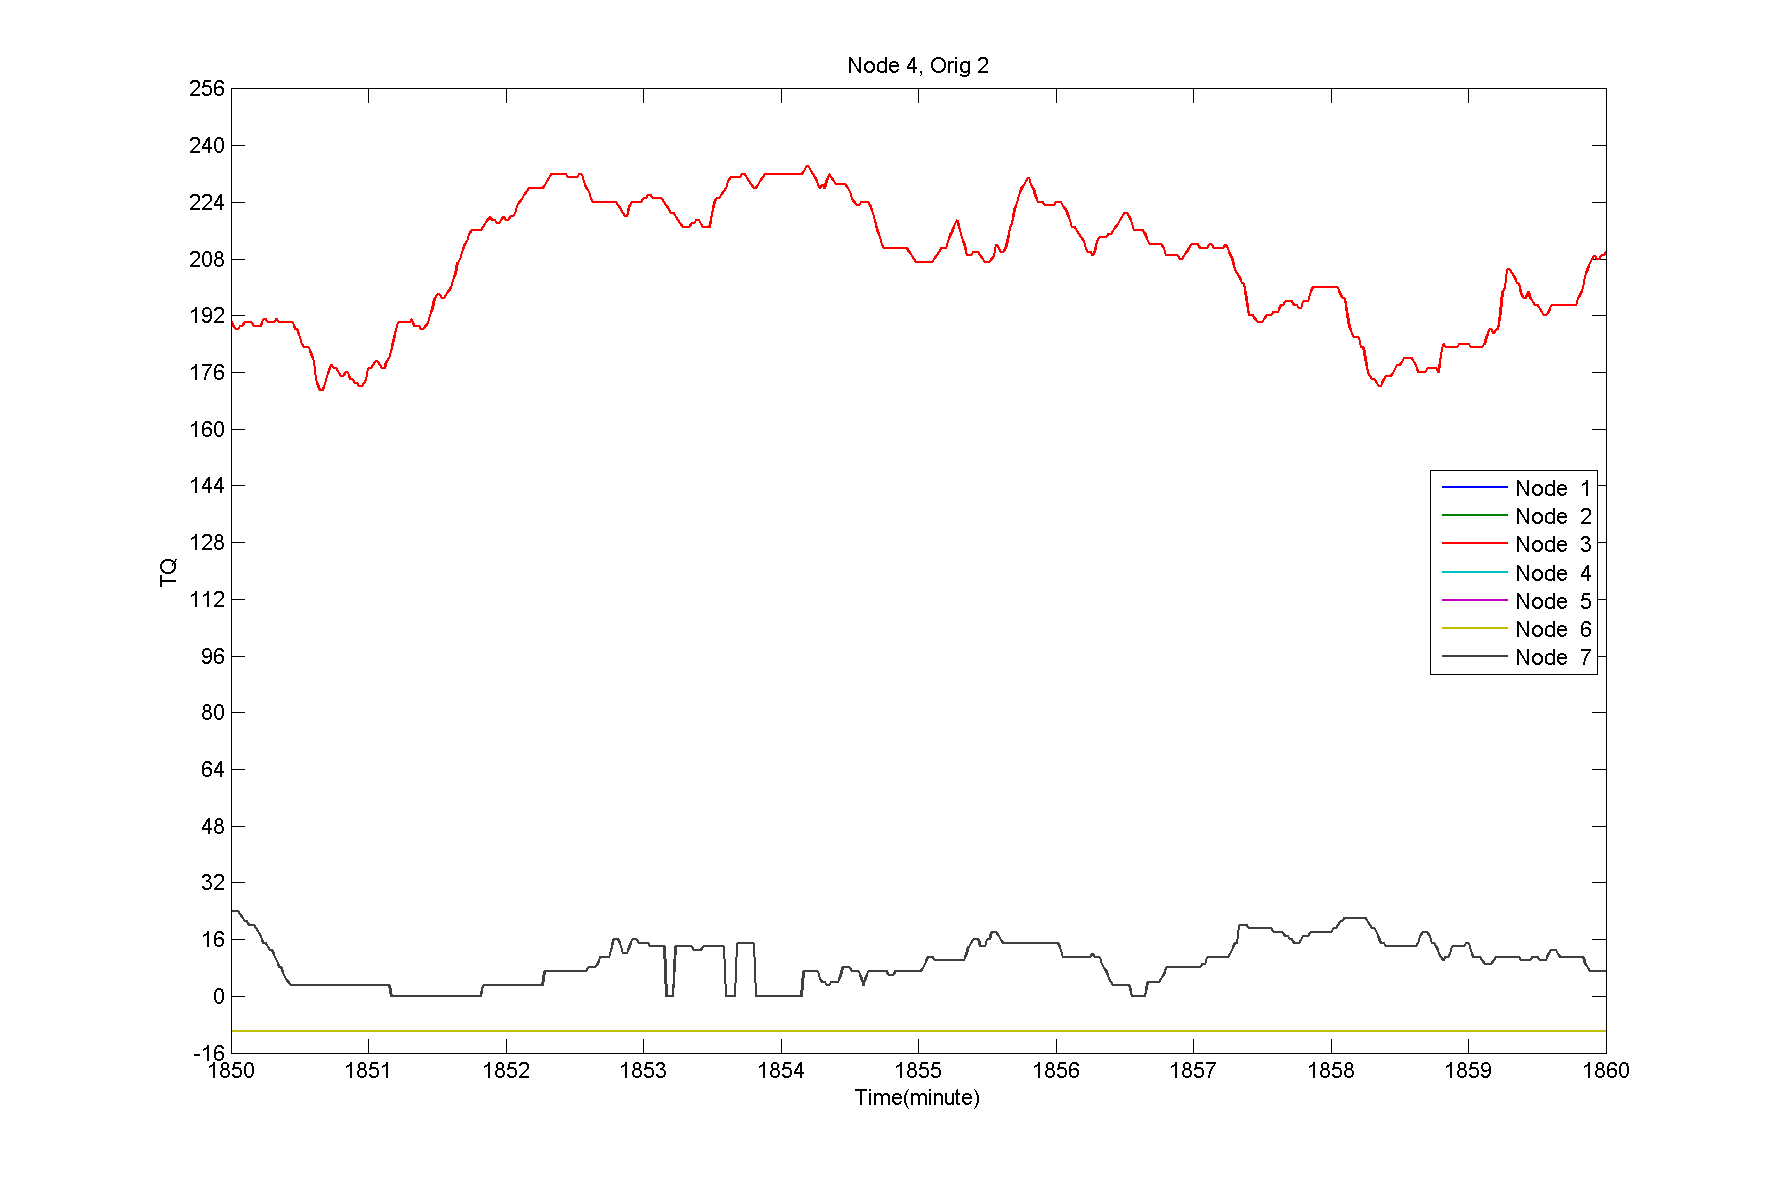 Node 4, Orig 2
256
240
224
208
192
176
160
144
128
112
96
80
64
48
32
16
0
-16
TQ
Node 1
Node 2
Node 3
Node 4
Node 5
Node 6
Node 7
1850 1851 1852 1853 1854 1855 1856 1857 1858 1859 1860
Time(minute)